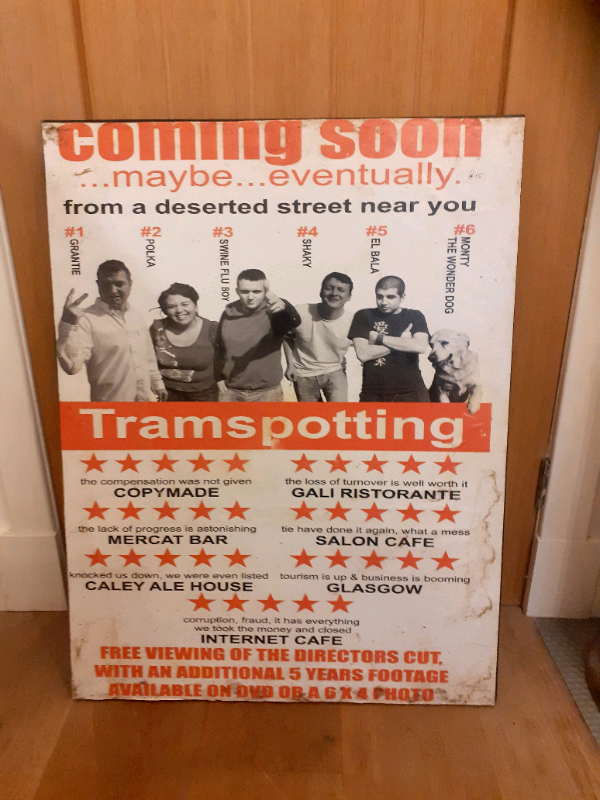 coming soon
...maybe...eventually.
from a deserted street near you
#1 #2 #3 #4 #5 #6
GRANTIE
POLKA
SWINE FLU BOY
SHAKY
EL BALA
MONTY
THE WONDER DOG
Tramspotting
the compensation was not given
COPYMADE
the loss of turnover is well worth it
GALI RISTORANTE
the lack of progress is astonishing
MERCAT BAR
tie have done it again, what a mess
SALON CAFE
knocked us down, we were even listed
CALEY ALE HOUSE
tourism is up & business is booming
GLASGOW
corruption, fraud, it has everything
we took the money and closed
INTERNET CAFE
FREE VIEWING OF THE DIRECTORS CUT,
WITH AN ADDITIONAL 5 YEARS FOOTAGE
AVAILABLE ON DVD OR A 6 X 4 PHOTO